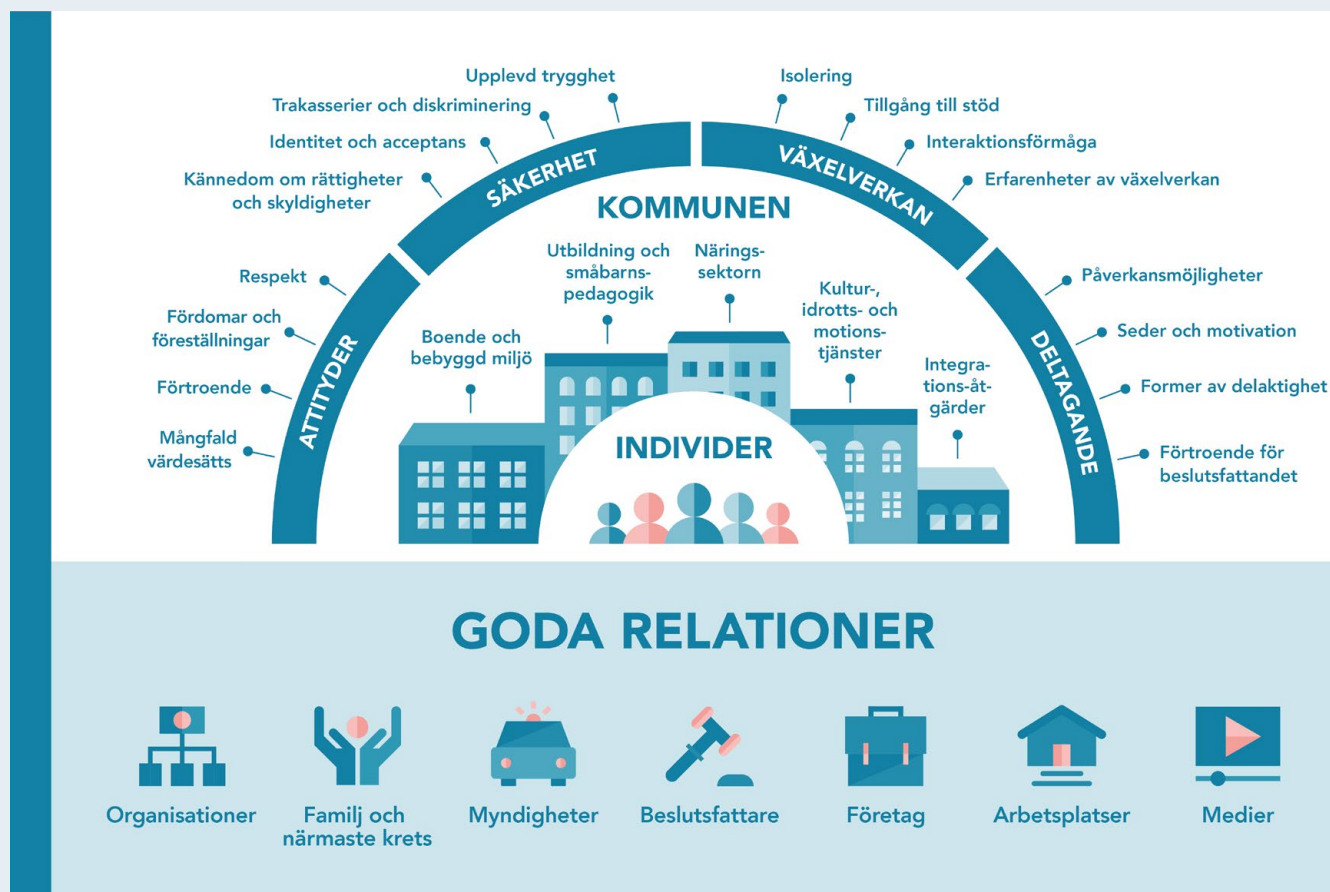 Upplevd trygghet
Trakasserier och diskriminering
Identitet och acceptans
Kännedom om rättigheter
och skyldigheter
SÄKERHET
Isolering
Tillgång till stöd
Interaktionsförmåga
Erfarenheter av växelverkan
VÄXELVERKAN
Respekt
Fördomar och
föreställningar
Förtroende
Mångfald
värdesätts
ATTITYDER
Påverkansmöjligheter
Seder och motivation
Former av delaktighet
Förtroende för
beslutsfattandet
DELTAGANDE
KOMMUNEN
Boende och
bebyggd miljö
Utbildning och
småbarns-
pedagogik
Närings-
sektorn
Kultur-,
idrotts- och
motions-
tjänster
Integra-
tions-åt-
gärder
INDIVIDER
GODA RELATIONER
Organisationer
Familj och
närmaste krets
Myndigheter
Beslutsfattare
Företag
Arbetsplatser
Medier